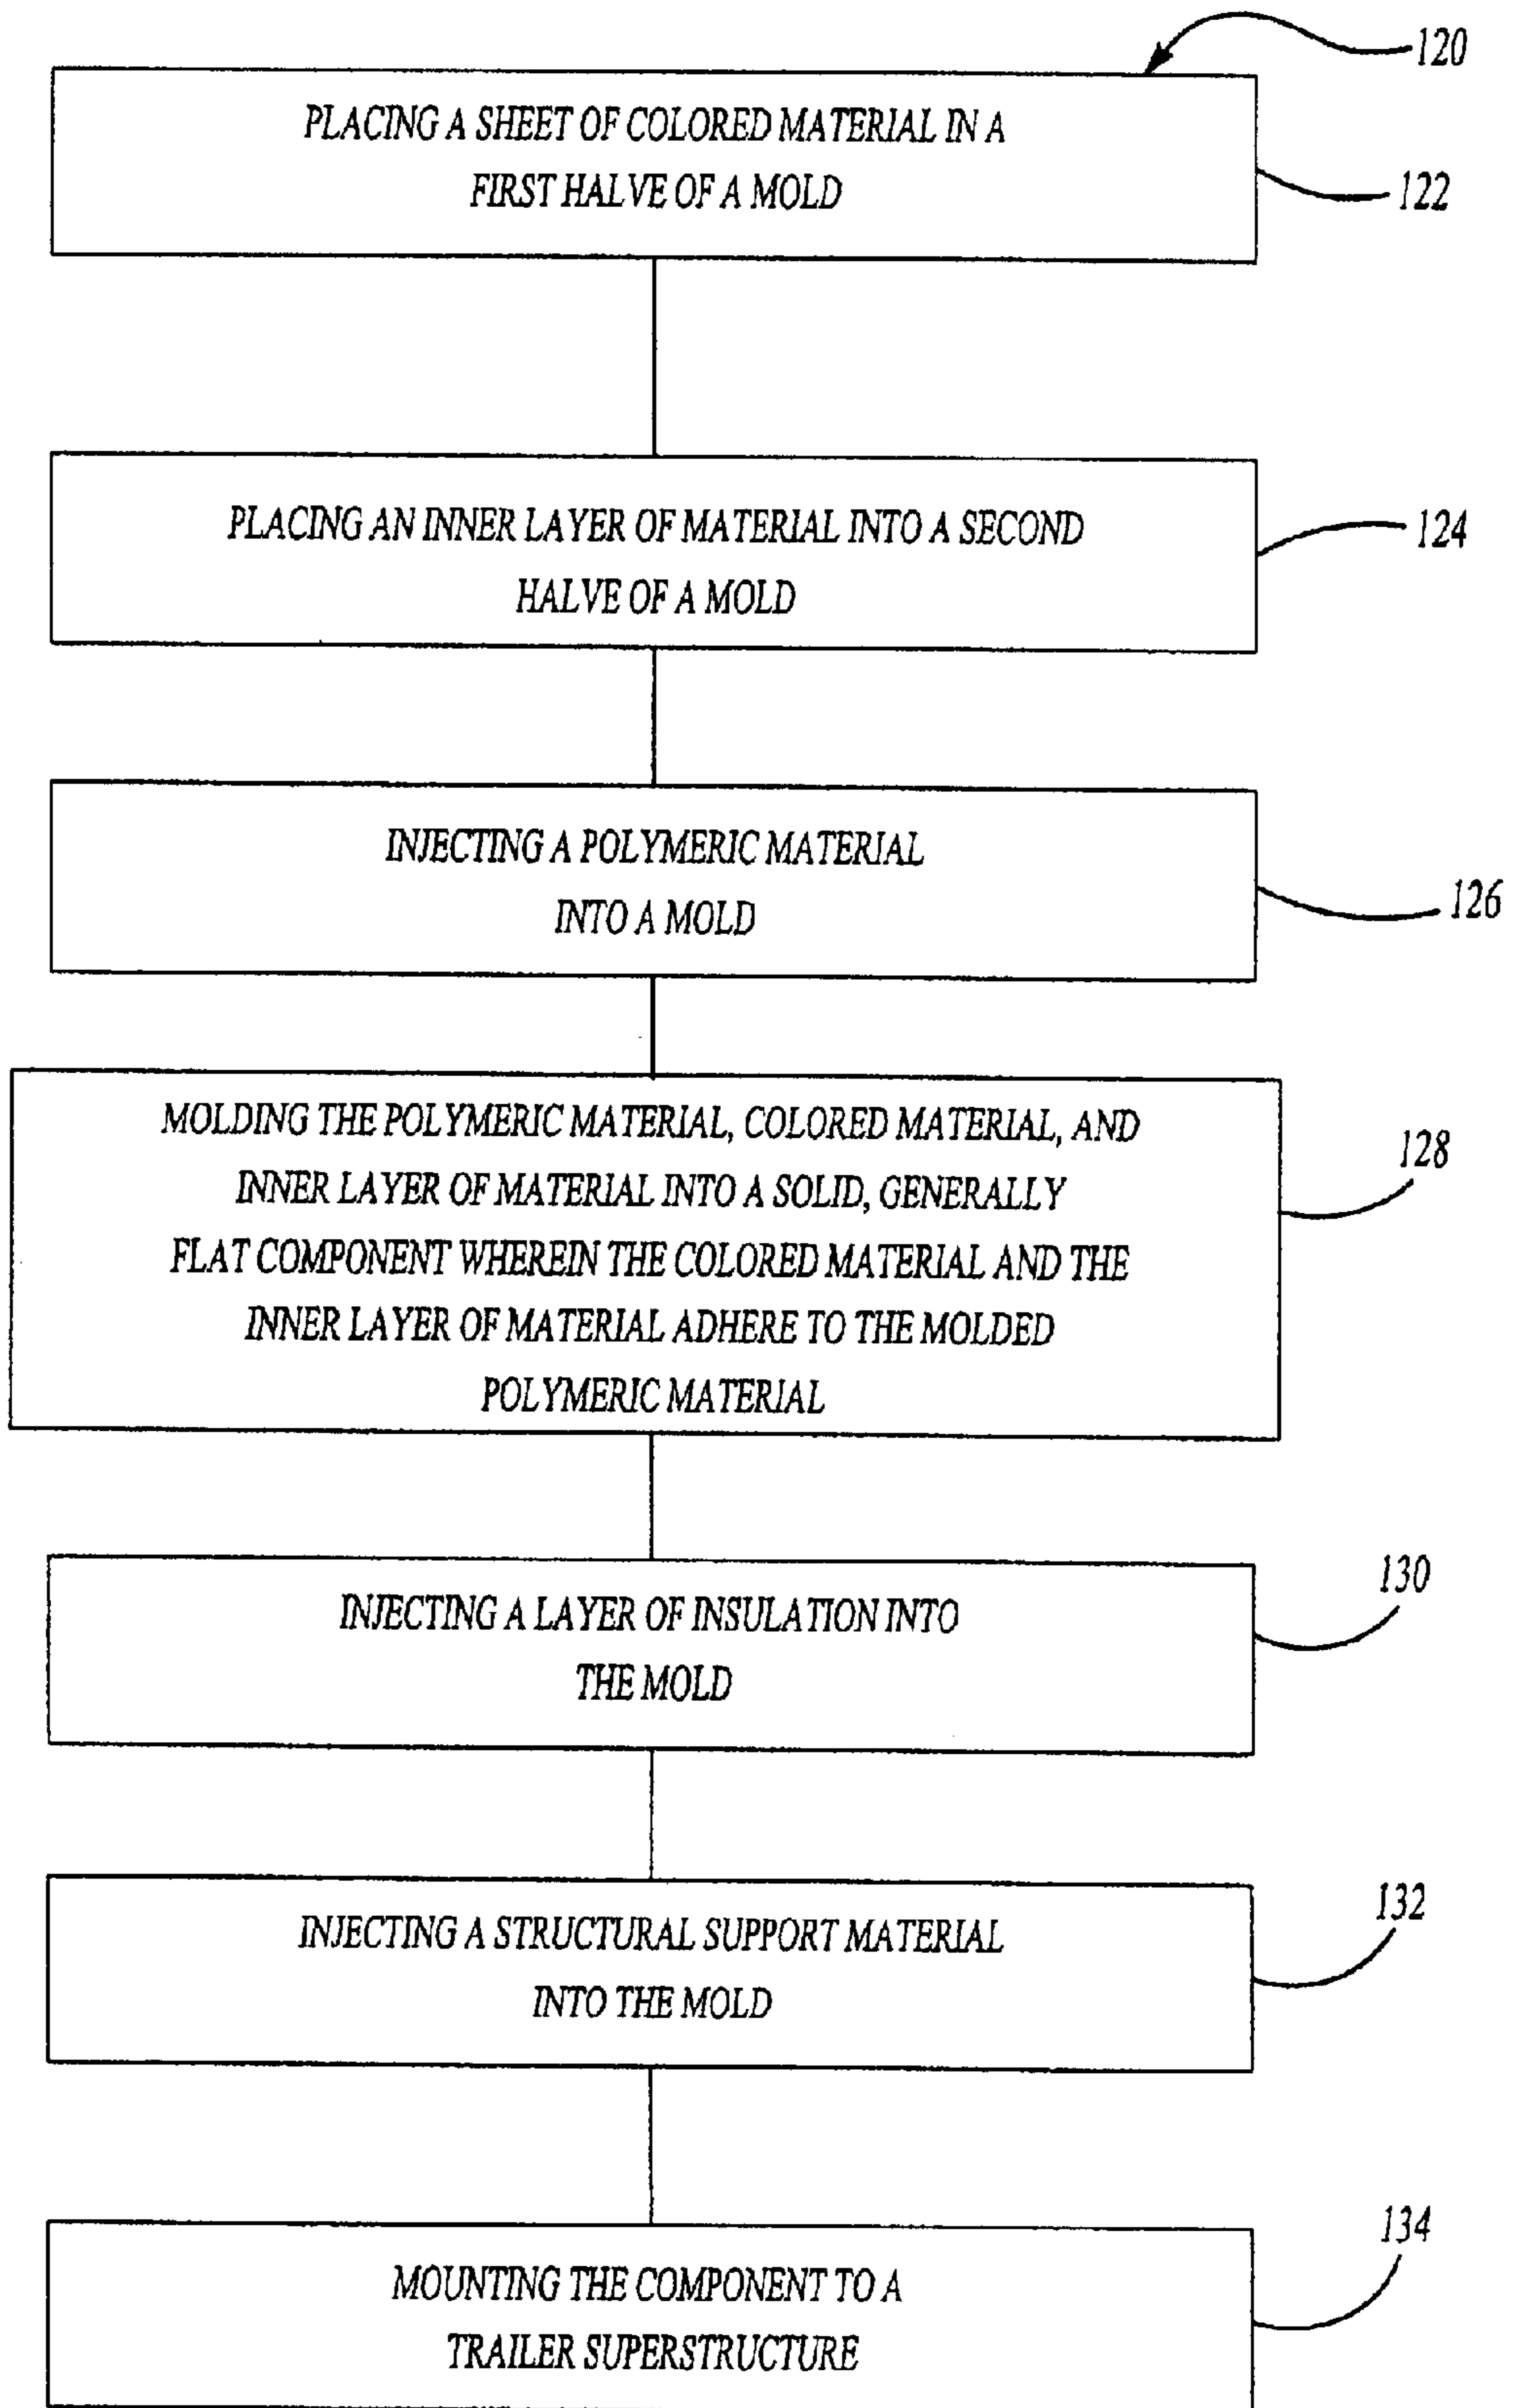 120
PLACING A SHEET OF COLORED MATERIAL IN A
FIRST HALVE OF A MOLD
122
PLACING AN INNER LAYER OF MATERIAL INTO A SECOND
HALVE OF A MOLD
124
INJECTING A POLYMERIC MATERIAL
INTO A MOLD
126
MOLDING THE POLYMERIC MATERIAL, COLORED MATERIAL, AND
INNER LAYER OF MATERIAL INTO A SOLID, GENERALLY
FLAT COMPONENT WHEREIN THE COLORED MATERIAL AND THE
INNER LAYER OF MATERIAL ADHERE TO THE MOLDED
POLYMERIC MATERIAL
128
INJECTING A LAYER OF INSULATION INTO
THE MOLD
130
INJECTING A STRUCTURAL SUPPORT MATERIAL
INTO THE MOLD
132
MOUNTING THE COMPONENT TO A
TRAILER SUPERSTRUCTURE
134